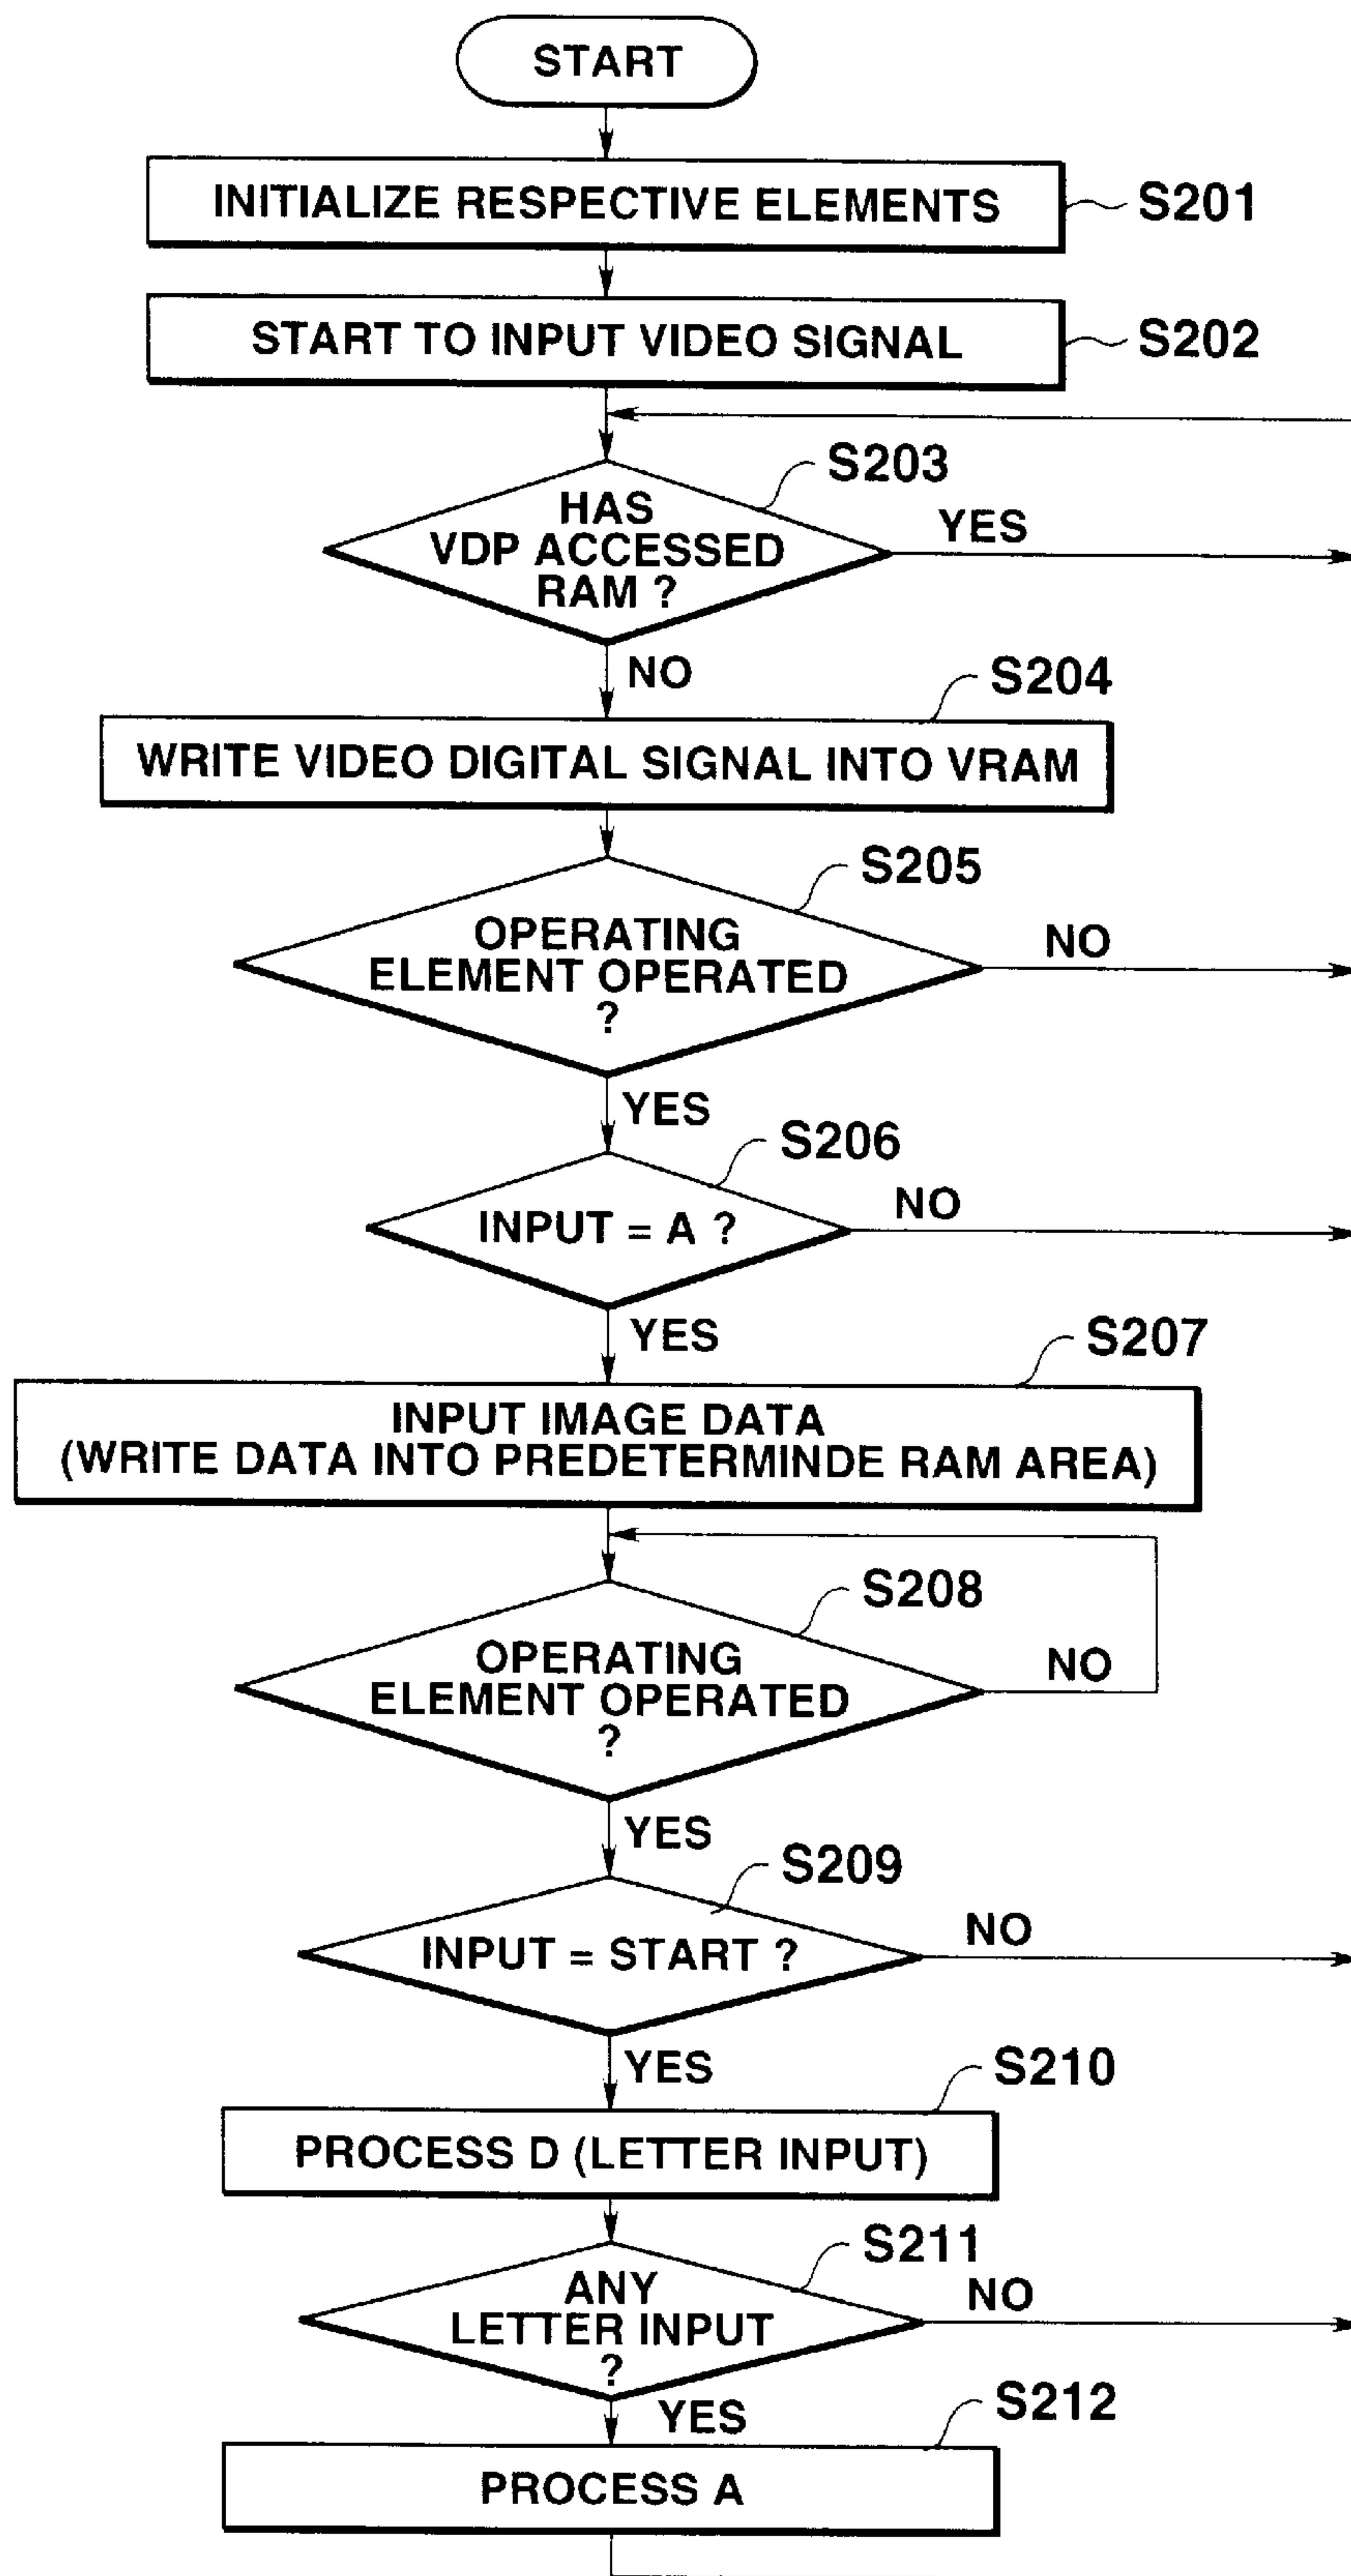 START
INITIALIZE RESPECTIVE ELEMENTS
S201
START TO INPUT VIDEO SIGNAL
S202
S203
HAS
VDP ACCESSED
RAM ?
YES
NO
S204
WRITE VIDEO DIGITAL SIGNAL INTO VRAM
S205
OPERATING
ELEMENT OPERATED
?
NO
YES
S206
INPUT = A ?
NO
YES
S207
INPUT IMAGE DATA
(WRITE DATA INTO PREDETERMINDE RAM AREA)
S208
OPERATING
ELEMENT OPERATED
?
NO
YES
S209
INPUT = START ?
NO
YES
S210
PROCESS D (LETTER INPUT)
S211
ANY
LETTER INPUT
?
NO
YES
S212
PROCESS A